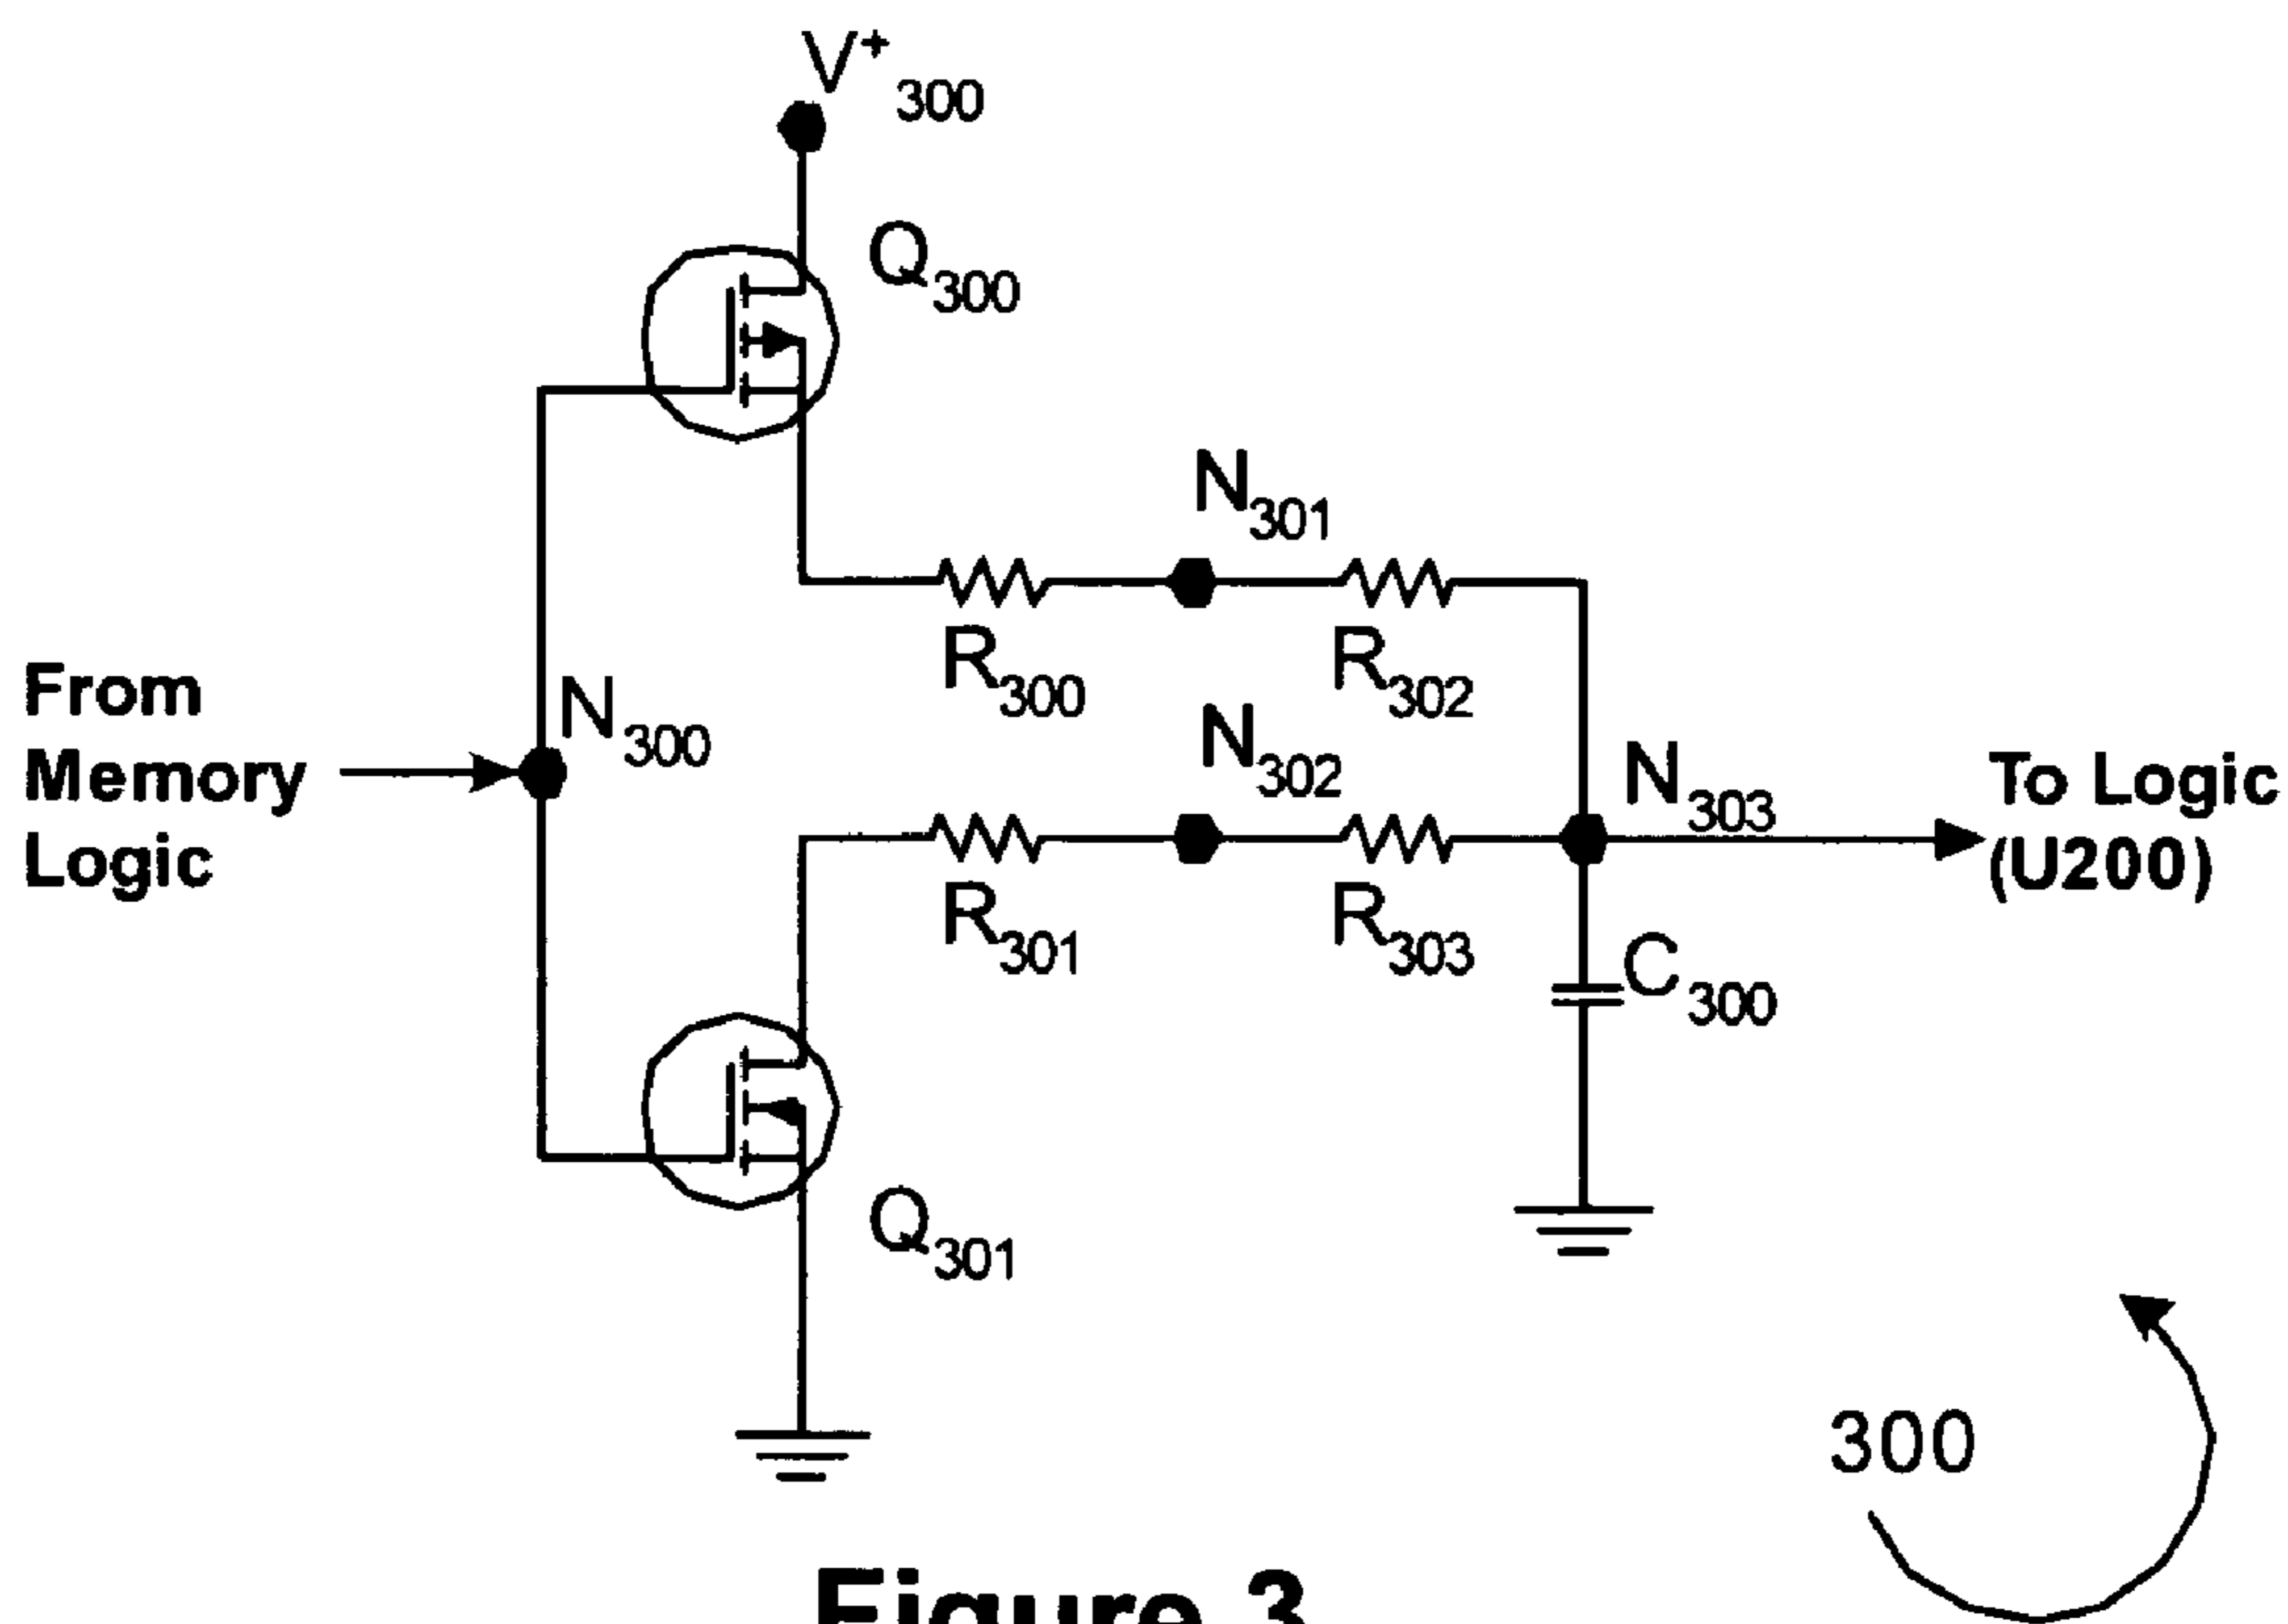 V⁺₃₀₀
Q₃₀₀
N₃₀₁
R₃₀₀
R₃₀₂
From
Memory
Logic
N₃₀₀
N₃₀₂
N₃₀₃
To Logic
(U200)
R₃₀₁
R₃₀₃
C₃₀₀
Q₃₀₁
300
Figure 3